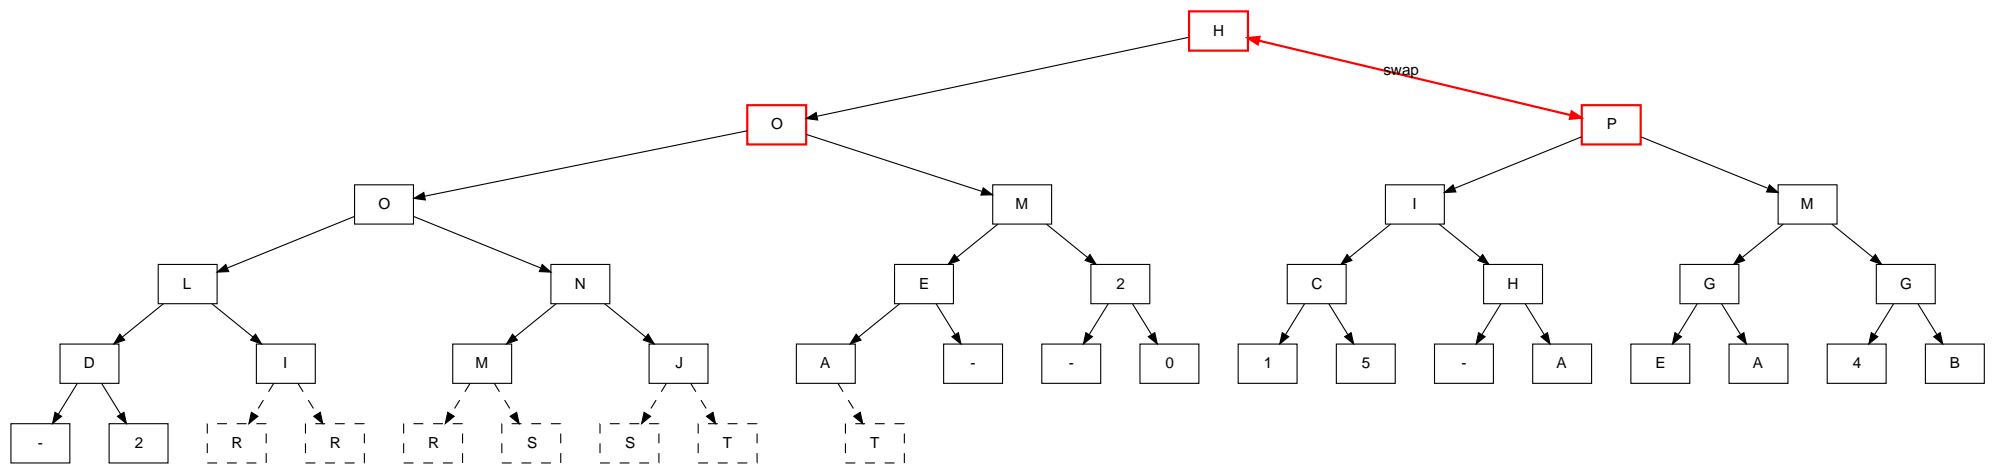 H
swap
O P
O M I M
L N E 2 C H G G
D I M J A - - 0 1 5 - A E A 4 B
- 2 R R R S S T T